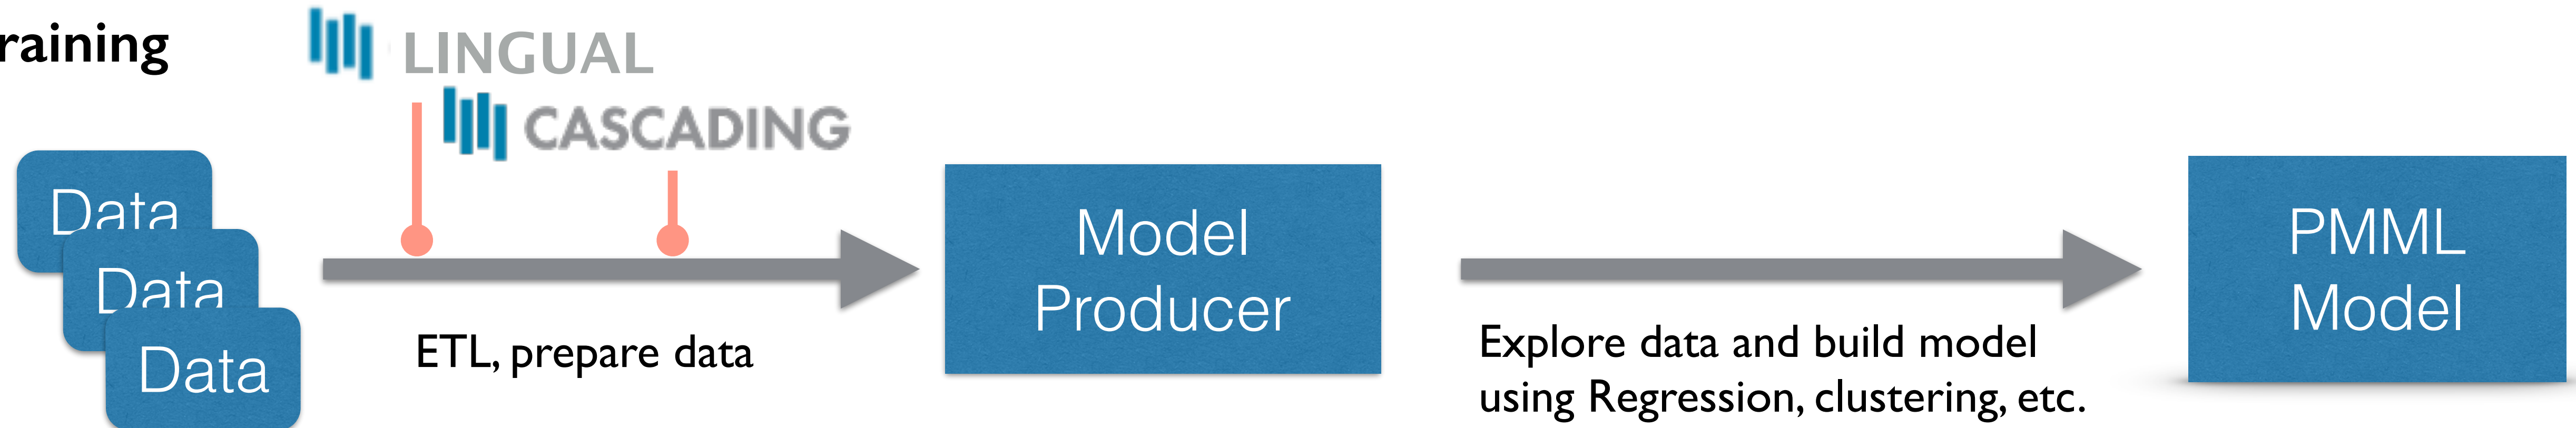 raining
LINGUAL
CASCADING
Data
Data
Data
ETL, prepare data
Model
Producer
Explore data and build model
using Regression, clustering, etc.
PMML
Model